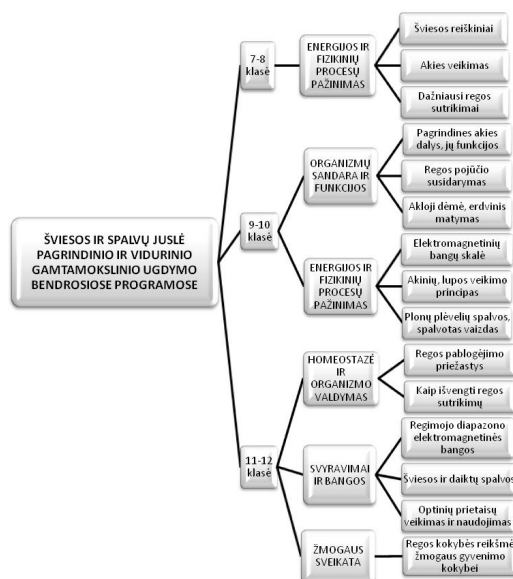 ŠVIESOS IR SPALVŲ JUSLĖ
PAGRINDINIO IR VIDURINIO
GAMTAMOKSLINIO UGDYMO
BENDROSIOSE PROGRAMOSE
7-8
klasė
ENERGIJOS IR
FIZIKINIŲ
PROCESŲ
PAŽINIMAS
Šviesos reiškiniai
Akies veikimas
Dažniausi regos
sutrikimai
9-10
klasė
ORGANIZMŲ
SANDARA IR
FUNKCIJOS
Pagrindines akies
dalys, jų funkcijos
Regos pojūčio
susidarymas
Akloji dėmė, erdvinis
matymas
ENERGIJOS IR
FIZIKINIŲ
PROCESŲ
PAŽINIMAS
Elektromagnetinių
bangų skalė
Akinių, lupos veikimo
principas
Plonų plėvelių spalvos,
spalvotas vaizdas
11-12
klasė
HOMEOSTAZĖ
IR
ORGANIZMO
VALDYMAS
Regos pablogėjimo
priežastys
Kaip išvengti regos
sutrikimų
SVYRAVIMAI
IR BANGOS
Regimojo diapazono
elektromagnetinės
bangos
Šviesos ir daiktų spalvos
Optinių prietaisų
veikimas ir naudojimas
ŽMOGAUS
SVEIKATA
Regos kokybės reikšmė
žmogaus gyvenimo
kokybei